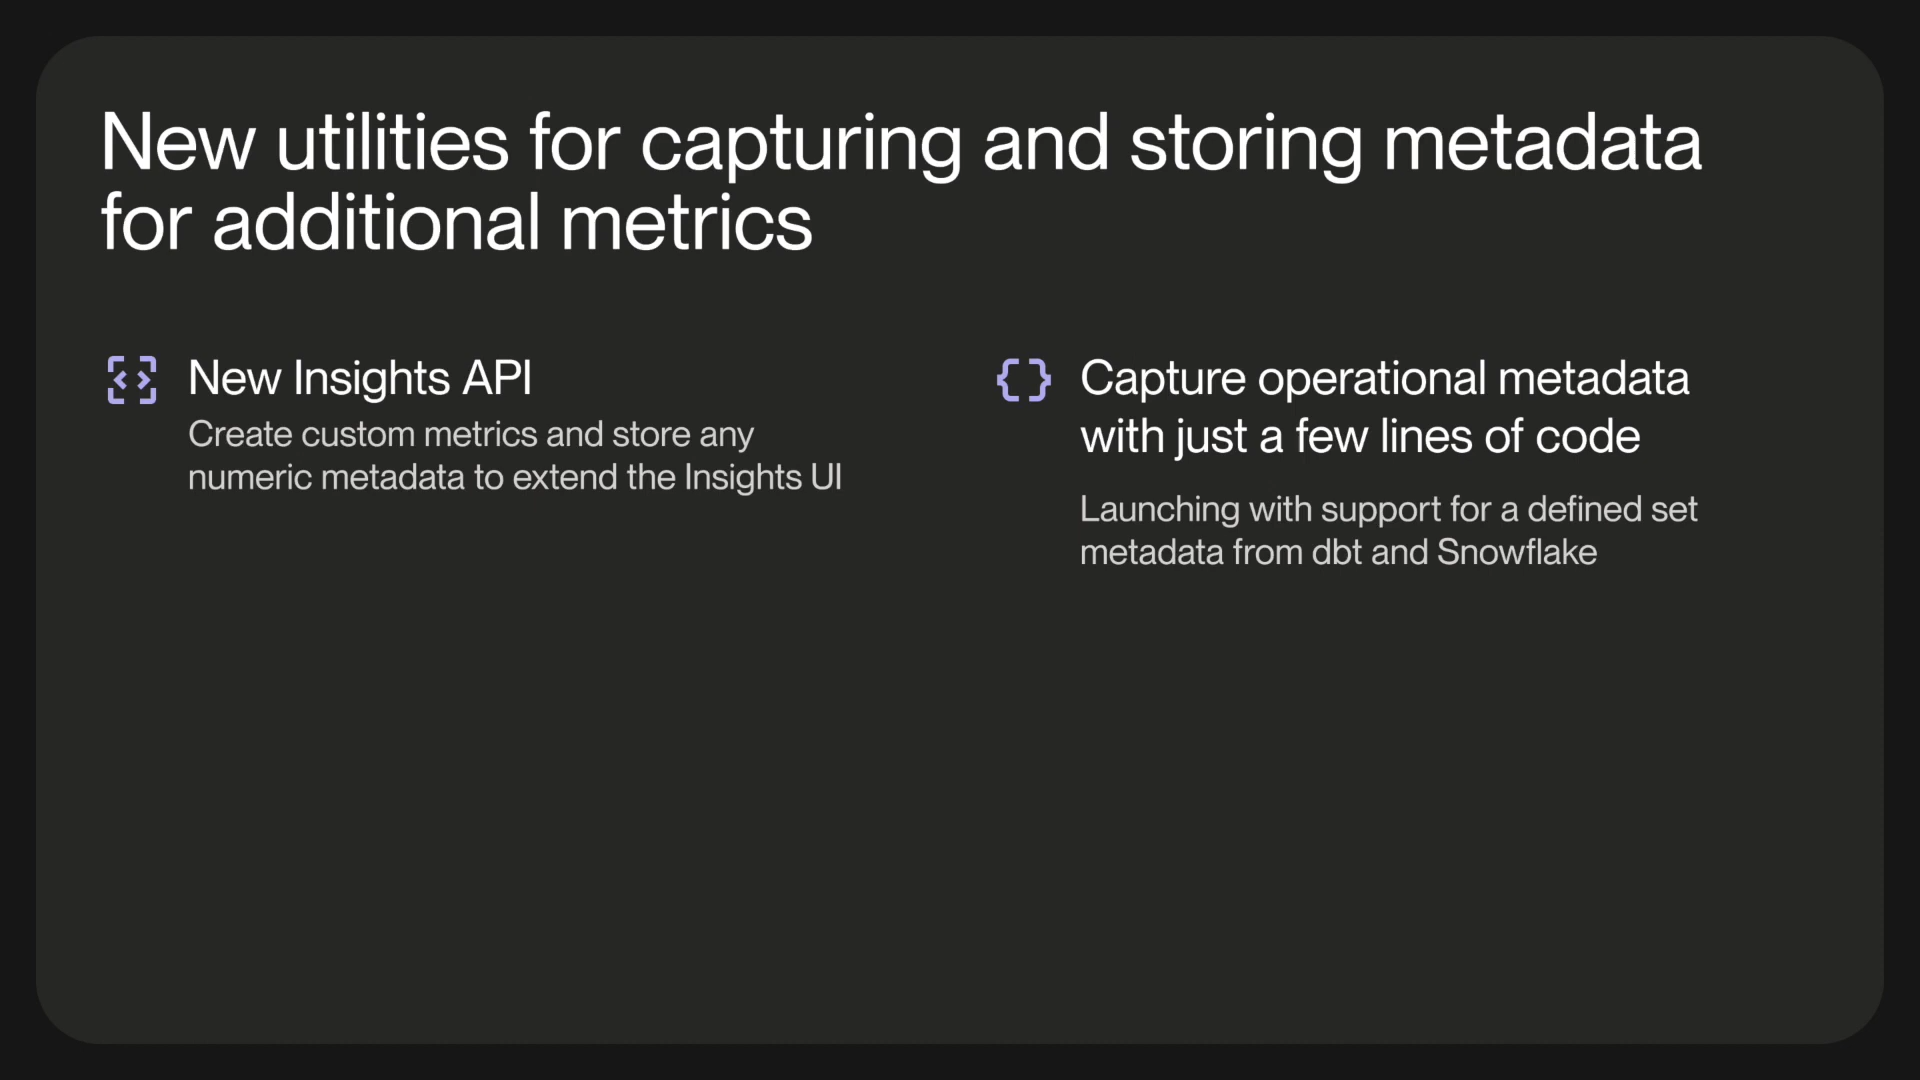 New utilities for capturing and storing metadata
for additional metrics
New Insights API
Create custom metrics and store any
numeric metadata to extend the Insights UI
Capture operational metadata
with just a few lines of code
Launching with support for a defined set
metadata from dbt and Snowflake